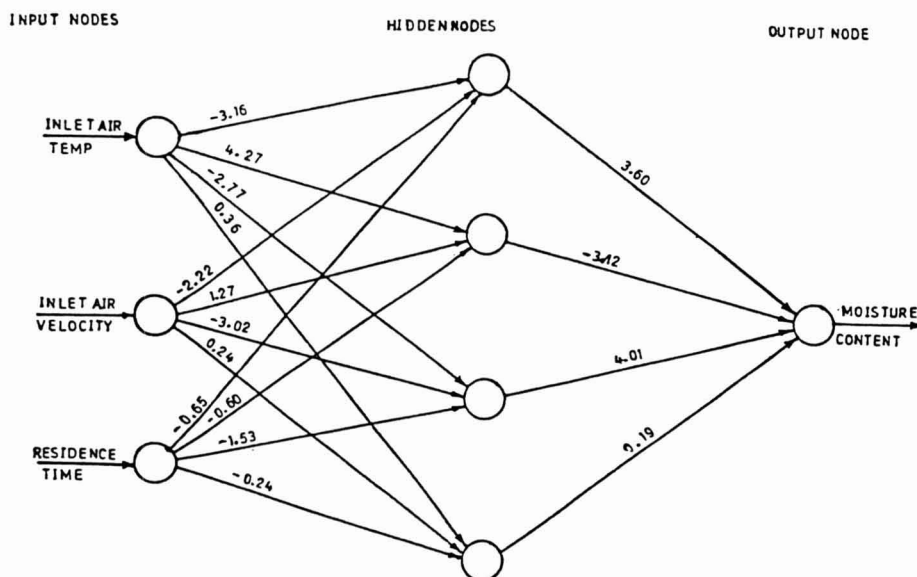 INPUT NODES
HIDDEN NODES
OUTPUT NODE
INLET AIR
TEMP
-3.16
4.27
-2.77
0.36
3.60
INLET AIR
VELOCITY
-2.22
1.27
-3.02
0.24
-3.12
MOISTURE
CONTENT
4.01
RESIDENCE
TIME
-0.65
-0.60
-1.53
-0.24
0.19